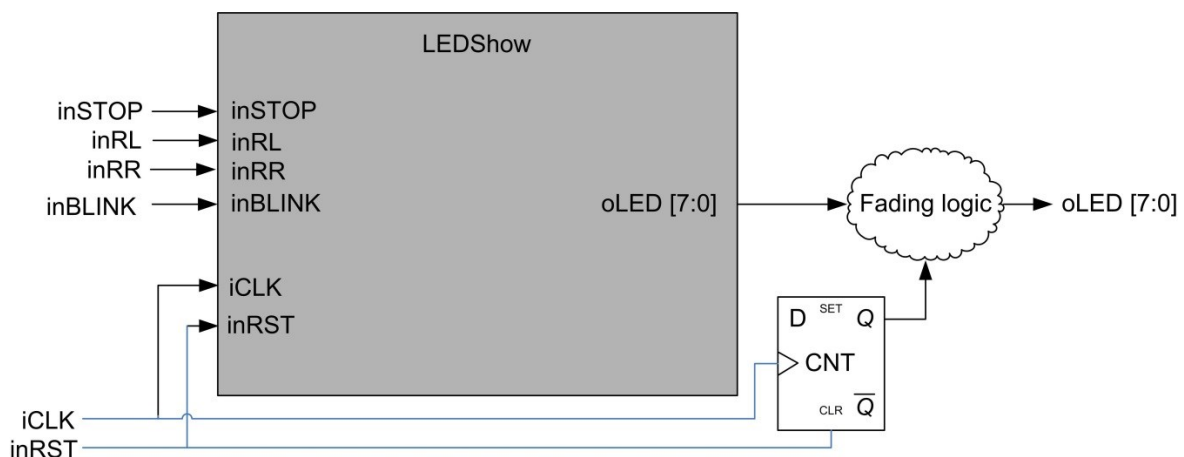 LEDShow
inSTOP
inSTOP
inRL
inRL
inRR
inRR
inBLINK
inBLINK
oLED [7:0]
Fading logic
oLED [7:0]
iCLK
inRST
D
SET
Q
CNT
CLR
Q
iCLK
inRST